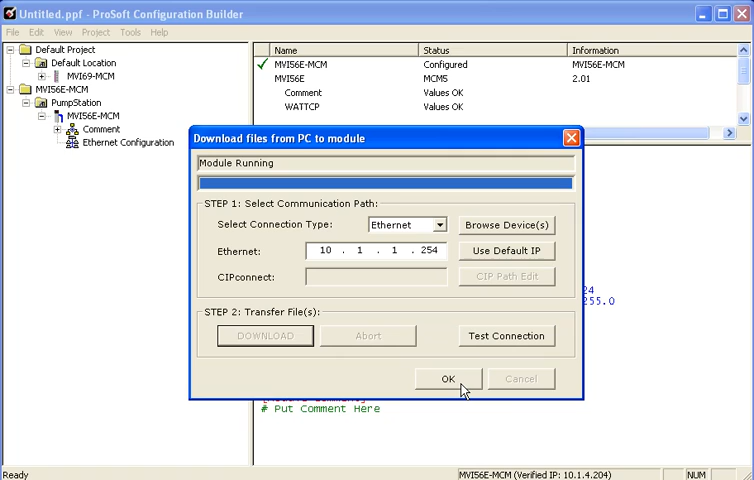 Untitled.ppf - ProSoft Configuration Builder
File Edit View Project Tools Help
Default Project
Default Location
MVI69-MCM
MVI56E-MCM
PumpStation
MVI56E-MCM
Comment
Ethernet Configuration
Name Status Information
MVI56E-MCM Configured MVI56E-MCM
MVI56E MCM5 2.01
Comment Values OK
WATTCP Values OK
Download files from PC to module
Module Running
STEP 1: Select Communication Path:
Select Connection Type: Ethernet Browse Device(s)
Ethernet: 10 . 1 . 1 . 254 Use Default IP
CIPconnect: CIP Path Edit
24
255.0
STEP 2: Transfer File(s):
DOWNLOAD Abort Test Connection
OK Cancel
# Put Comment Here
Ready MVI56E-MCM (Verified IP: 10.1.4.204) NUM